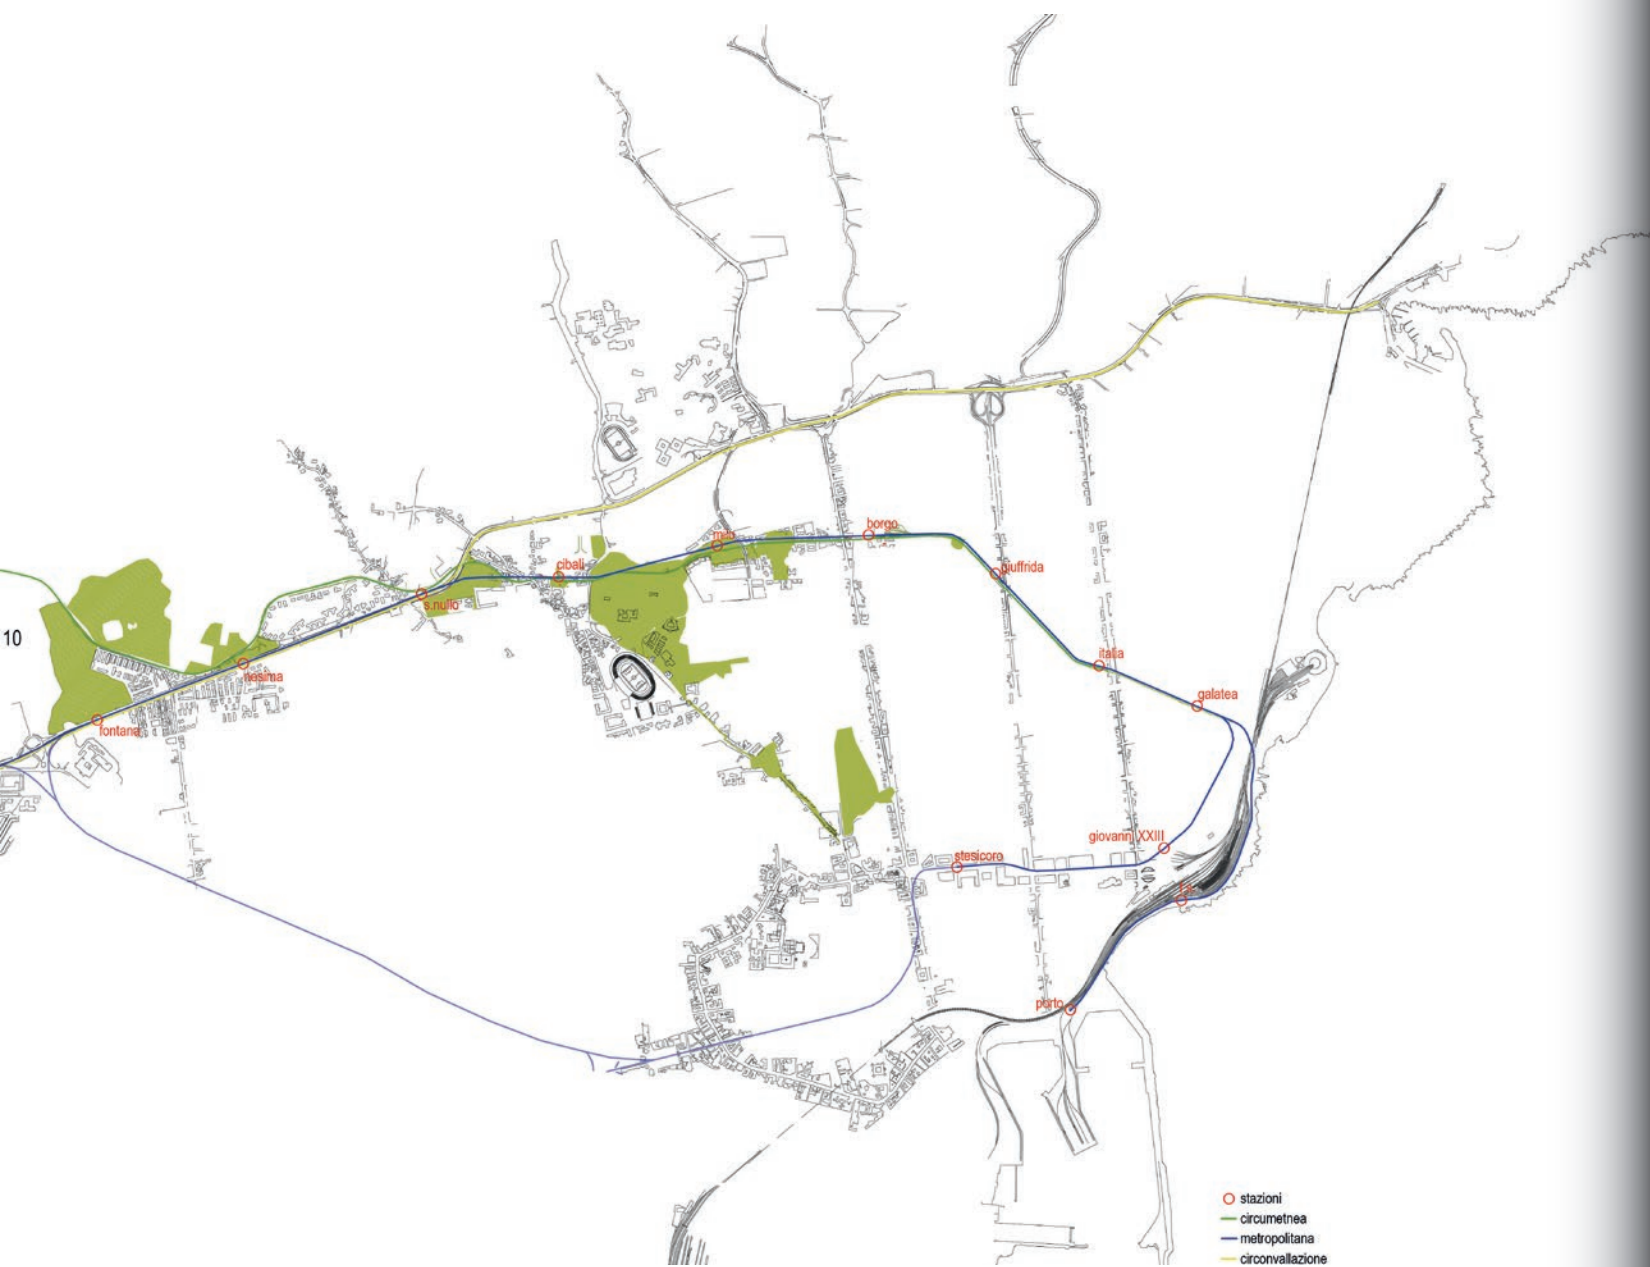 borgo
milo
cibali
giuffrida
s.nullo
10
italia
nesima
galatea
fontana
giovanni XXIII
stesicoro
f.s.
porto
stazioni
circumetnea
metropolitana
circonvallazione